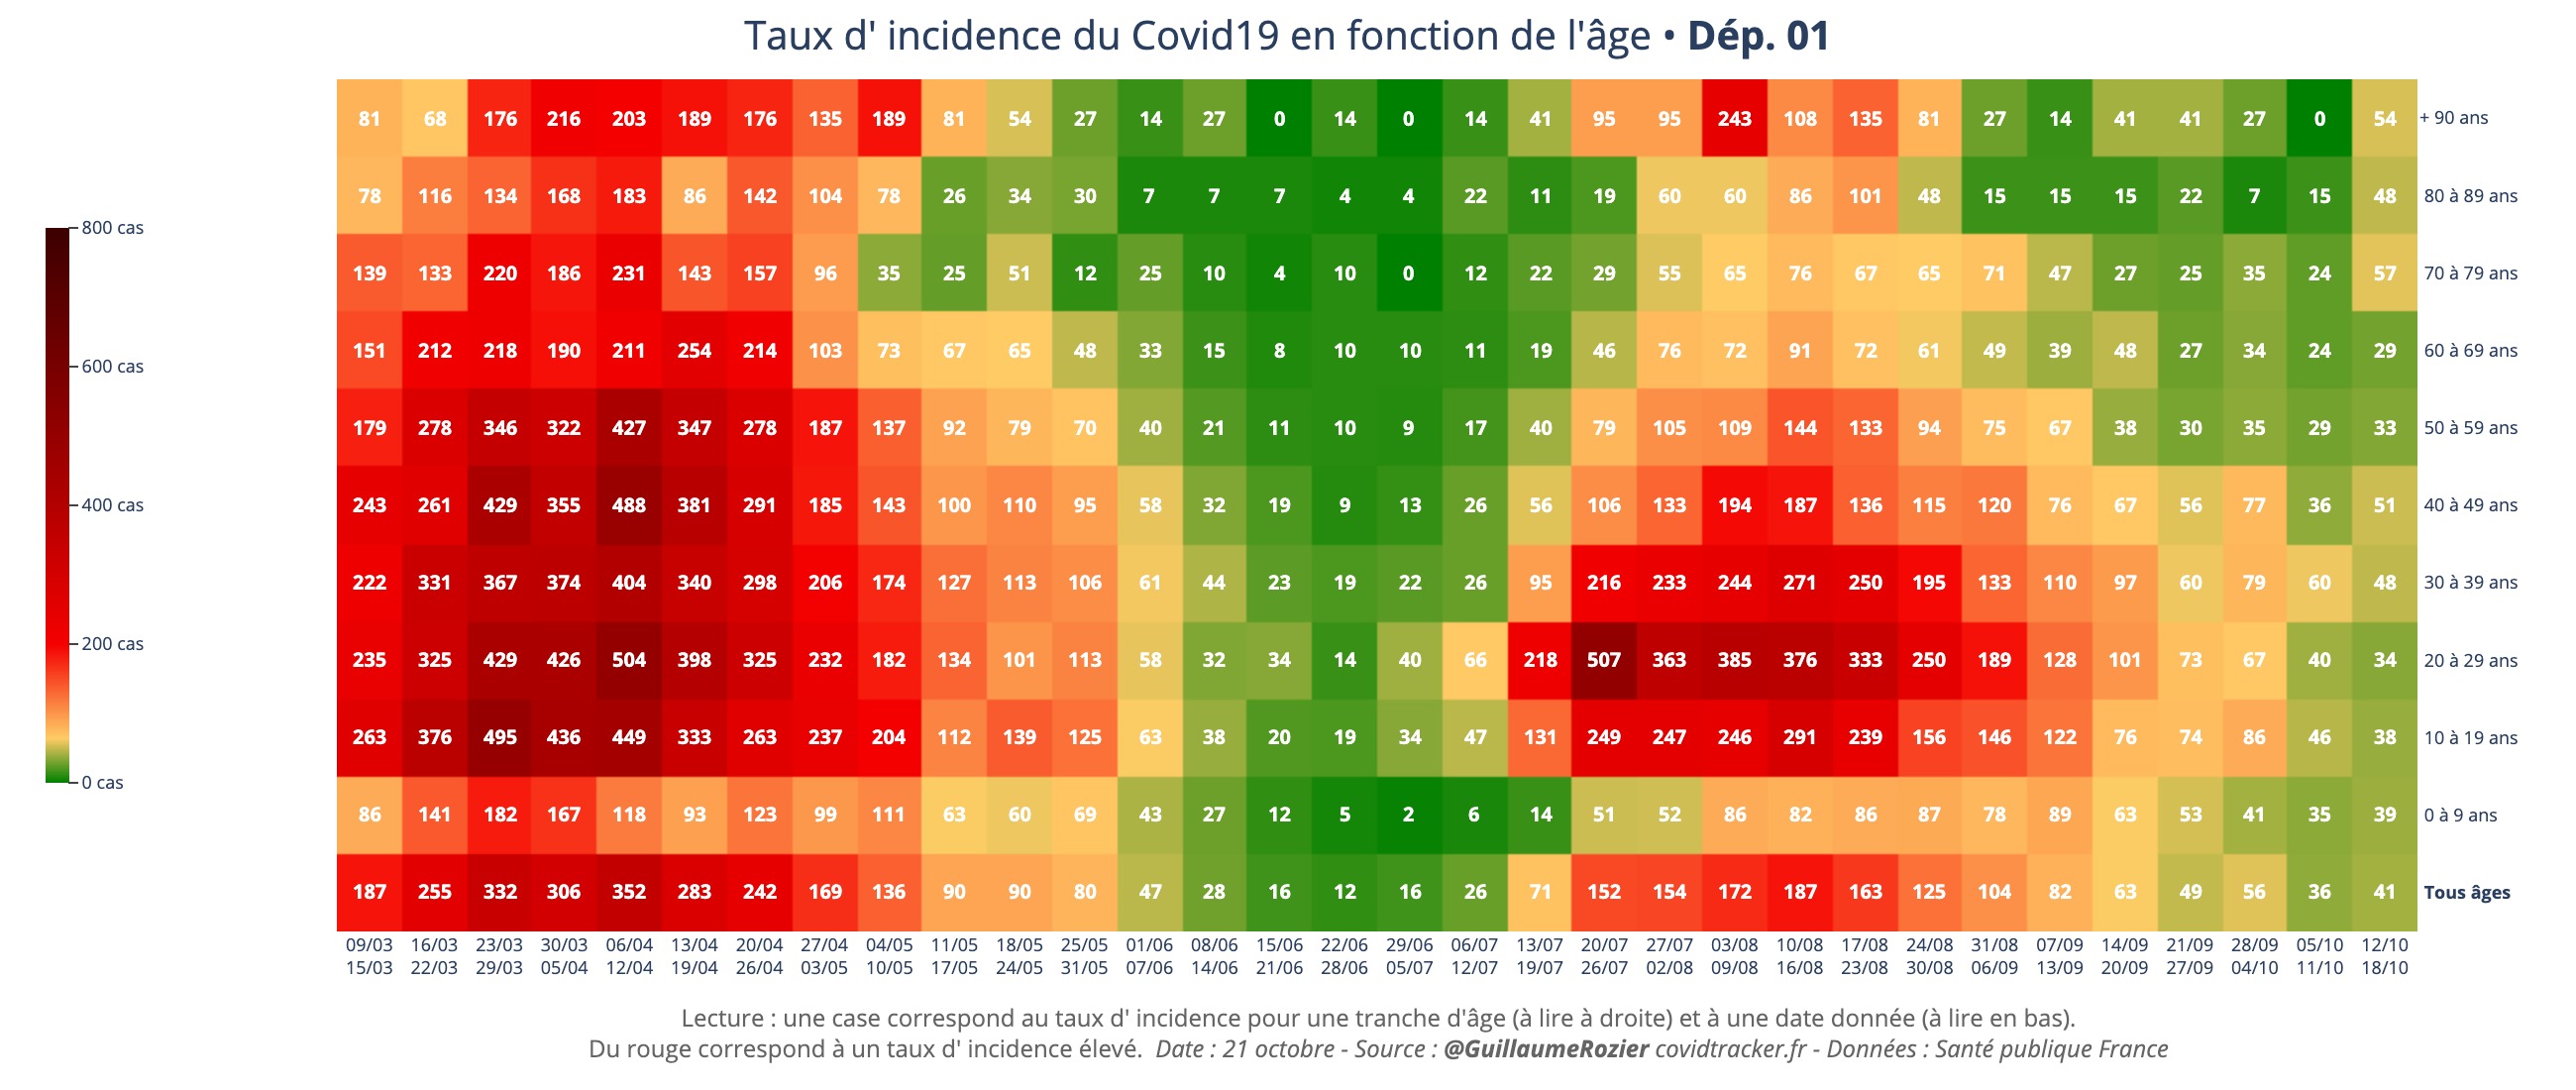 Taux d' incidence du Covid19 en fonction de l'âge • Dép. 01
81 68 176 216 203 189 176 135 189 81 54 27 14 27 0 14 0 14 41 95 95 243 108 135 81 27 14 41 41 27 0 54 + 90 ans
78 116 134 168 183 86 142 104 78 26 34 30 7 7 7 4 4 22 11 19 60 60 86 101 48 15 15 15 22 7 15 48 80 à 89 ans
800 cas
139 133 220 186 231 143 157 96 35 25 51 12 25 10 4 10 0 12 22 29 55 65 76 67 65 71 47 27 25 35 24 57 70 à 79 ans
151 212 218 190 211 254 214 103 73 67 65 48 33 15 8 10 10 11 19 46 76 72 91 72 61 49 39 48 27 34 24 29 60 à 69 ans
600 cas
179 278 346 322 427 347 278 187 137 92 79 70 40 21 11 10 9 17 40 79 105 109 144 133 94 75 67 38 30 35 29 33 50 à 59 ans
400 cas
243 261 429 355 488 381 291 185 143 100 110 95 58 32 19 9 13 26 56 106 133 194 187 136 115 120 76 67 56 77 36 51 40 à 49 ans
222 331 367 374 404 340 298 206 174 127 113 106 61 44 23 19 22 26 95 216 233 244 271 250 195 133 110 97 60 79 60 48 30 à 39 ans
200 cas
235 325 429 426 504 398 325 232 182 134 101 113 58 32 34 14 40 66 218 507 363 385 376 333 250 189 128 101 73 67 40 34 20 à 29 ans
263 376 495 436 449 333 263 237 204 112 139 125 63 38 20 19 34 47 131 249 247 246 291 239 156 146 122 76 74 86 46 38 10 à 19 ans
0 cas
86 141 182 167 118 93 123 99 111 63 60 69 43 27 12 5 2 6 14 51 52 86 82 86 87 78 89 63 53 41 35 39 0 à 9 ans
187 255 332 306 352 283 242 169 136 90 90 80 47 28 16 12 16 26 71 152 154 172 187 163 125 104 82 63 49 56 36 41 Tous âges
09/03 16/03 23/03 30/03 06/04 13/04 20/04 27/04 04/05 11/05 18/05 25/05 01/06 08/06 15/06 22/06 29/06 06/07 13/07 20/07 27/07 03/08 10/08 17/08 24/08 31/08 07/09 14/09 21/09 28/09 05/10 12/10
15/03 22/03 29/03 05/04 12/04 19/04 26/04 03/05 10/05 17/05 24/05 31/05 07/06 14/06 21/06 28/06 05/07 12/07 19/07 26/07 02/08 09/08 16/08 23/08 30/08 06/09 13/09 20/09 27/09 04/10 11/10 18/10
Lecture : une case correspond au taux d' incidence pour une tranche d'âge (à lire à droite) et à une date donnée (à lire en bas).
Du rouge correspond à un taux d' incidence élevé. Date : 21 octobre - Source : @GuillaumeRozier covidtracker.fr - Données : Santé publique France